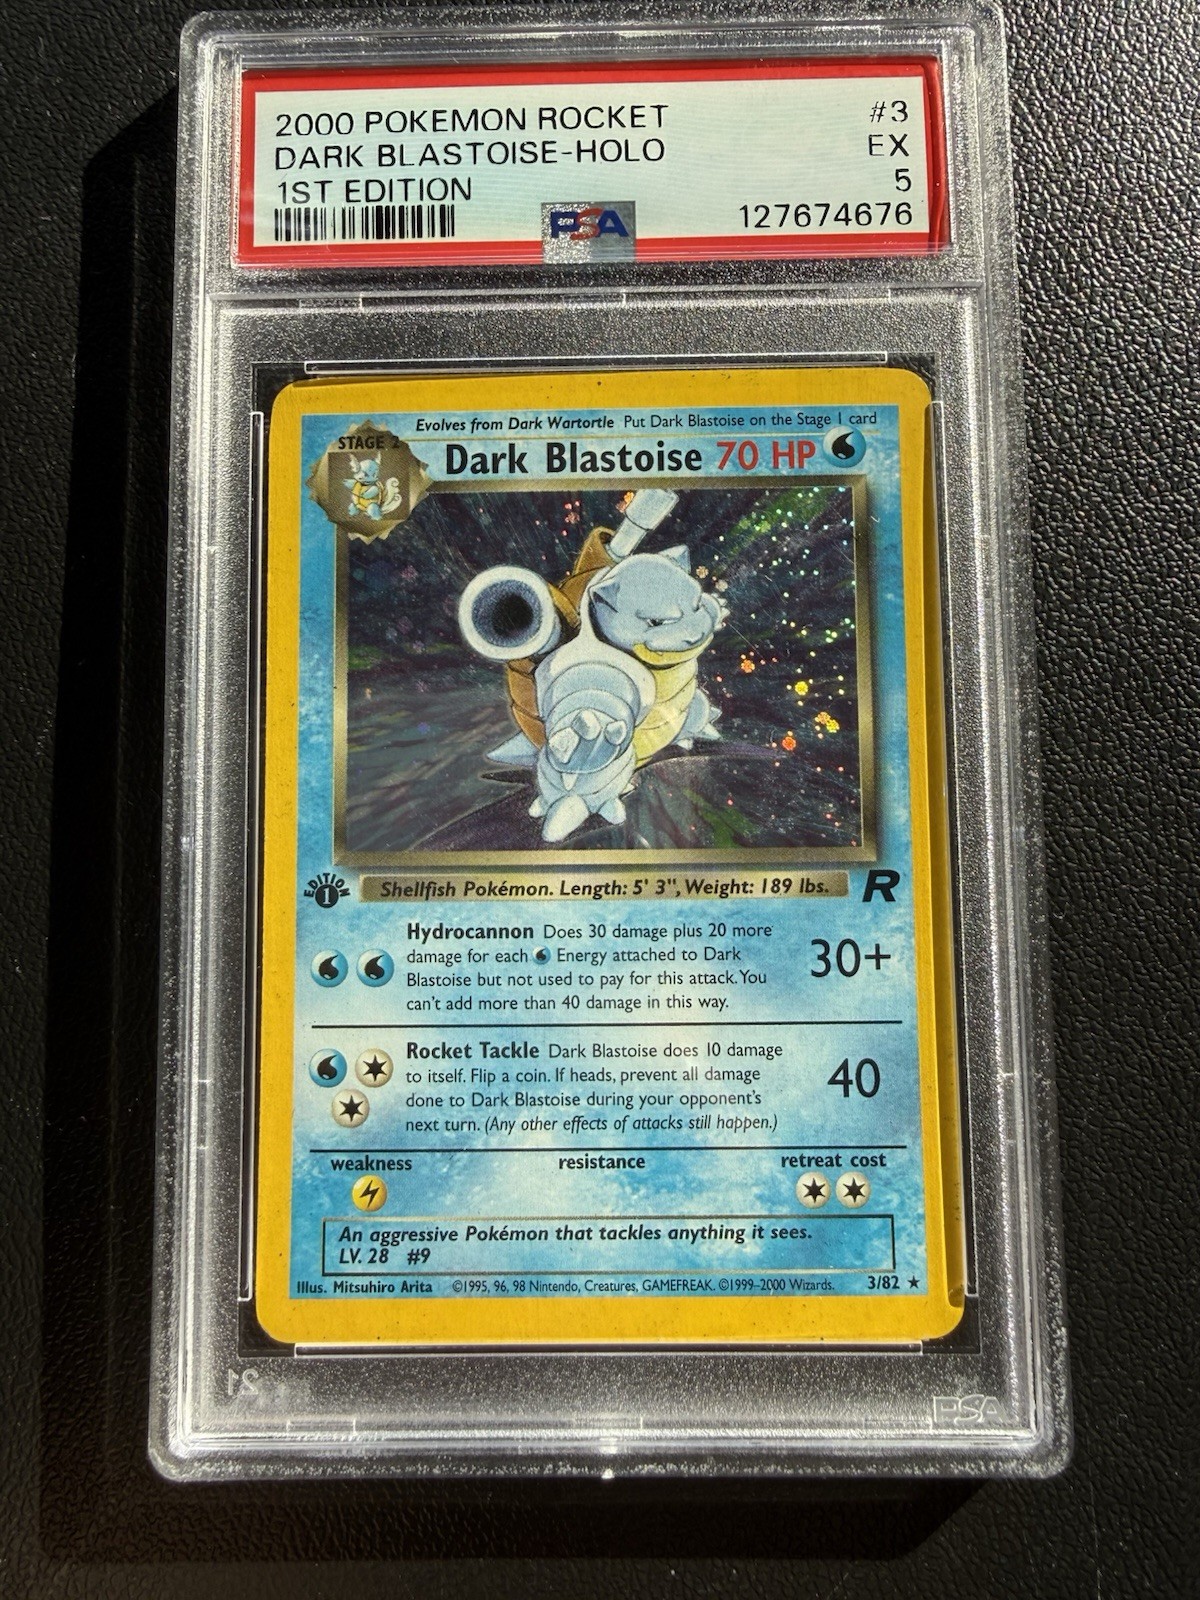 2000 POKEMON ROCKET #3
DARK BLASTOISE-HOLO EX
1ST EDITION 5
PSA 127674676
Evolves from Dark Wartortle Put Dark Blastoise on the Stage 1 card
STAGE 2
Dark Blastoise 70 HP
EDITION 1
Shellfish Pokémon. Length: 5' 3", Weight: 189 lbs.
R
Hydrocannon Does 30 damage plus 20 more
damage for each Energy attached to Dark
Blastoise but not used to pay for this attack. You
can't add more than 40 damage in this way.
30+
Rocket Tackle Dark Blastoise does 10 damage
to itself. Flip a coin. If heads, prevent all damage
done to Dark Blastoise during your opponent's
next turn. (Any other effects of attacks still happen.)
40
weakness resistance retreat cost
An aggressive Pokémon that tackles anything it sees.
LV. 28 #9
Illus. Mitsuhiro Arita ©1995, 96, 98 Nintendo, Creatures, GAMEFREAK. ©1999–2000 Wizards. 3/82 ★
21
PSA